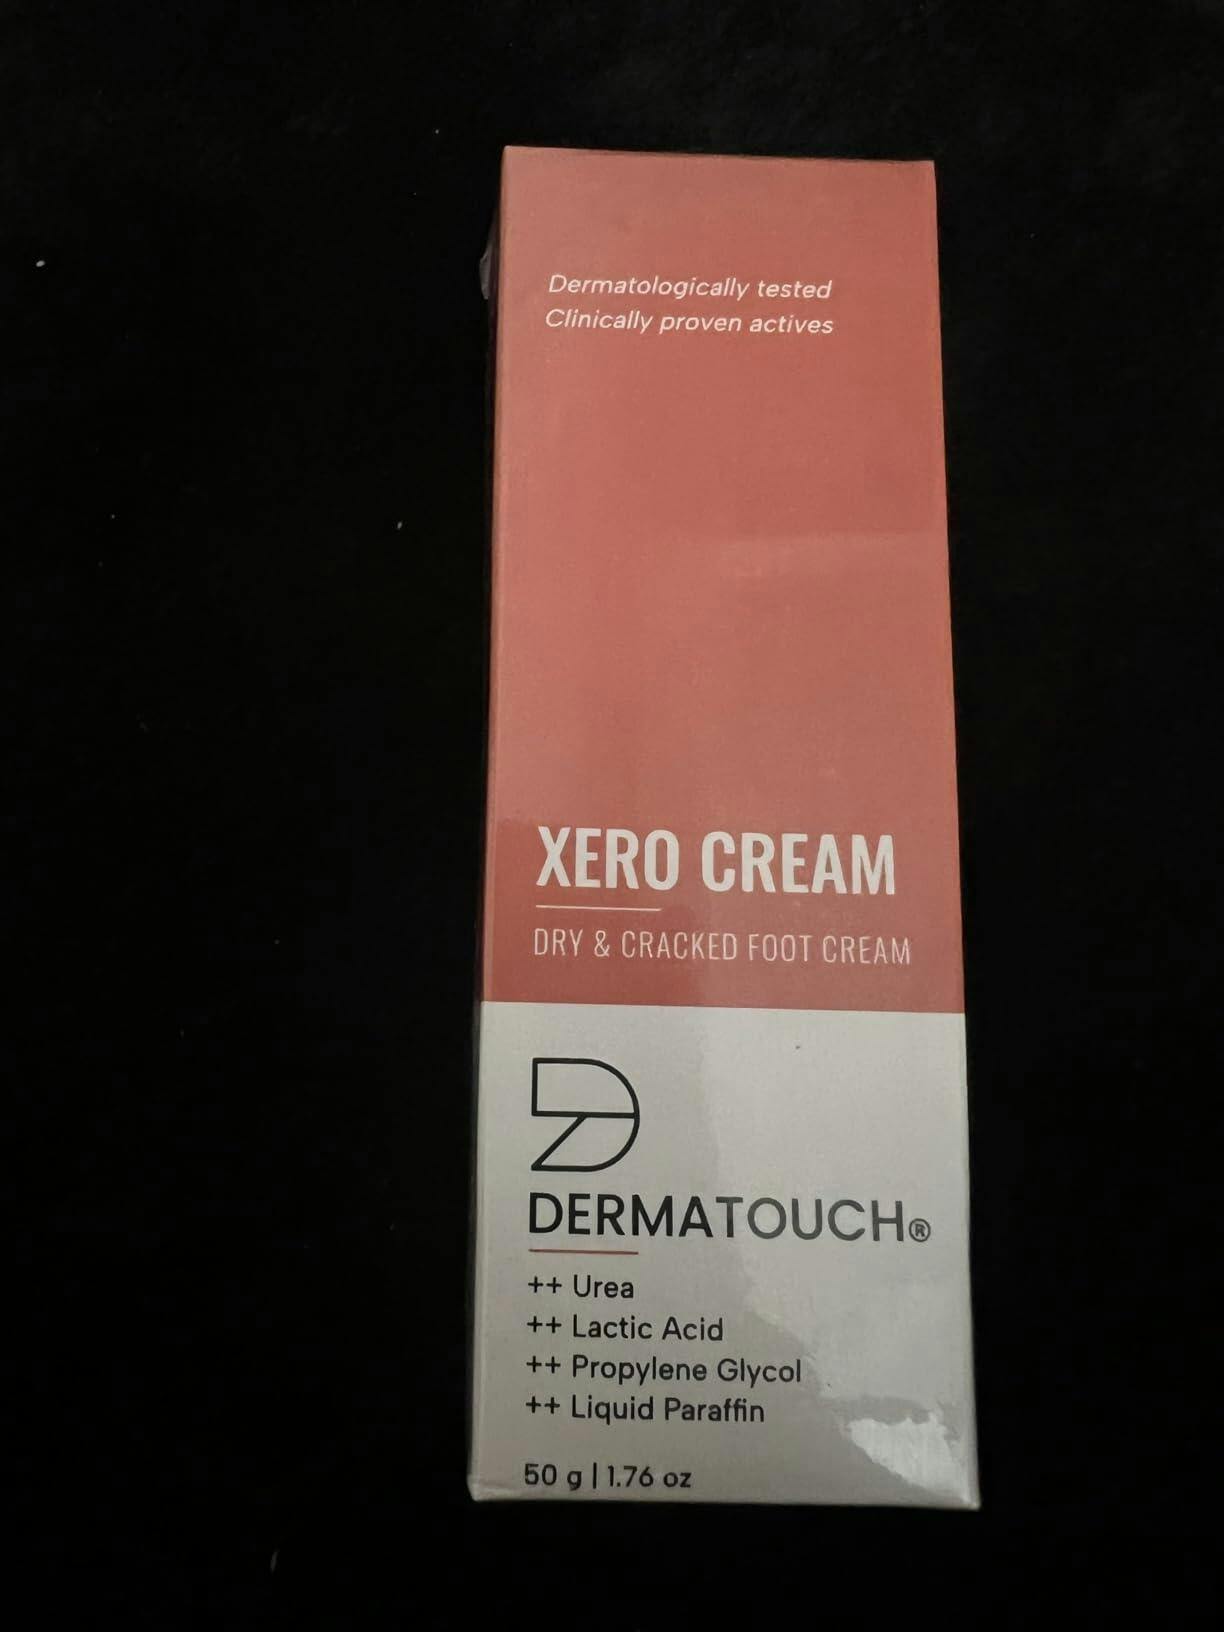 Dermatologically tested
Clinically proven actives
XERO CREAM
DRY & CRACKED FOOT CREAM
DERMATOUCH®
++ Urea
++ Lactic Acid
++ Propylene Glycol
++ Liquid Paraffin
50 g | 1.76 oz